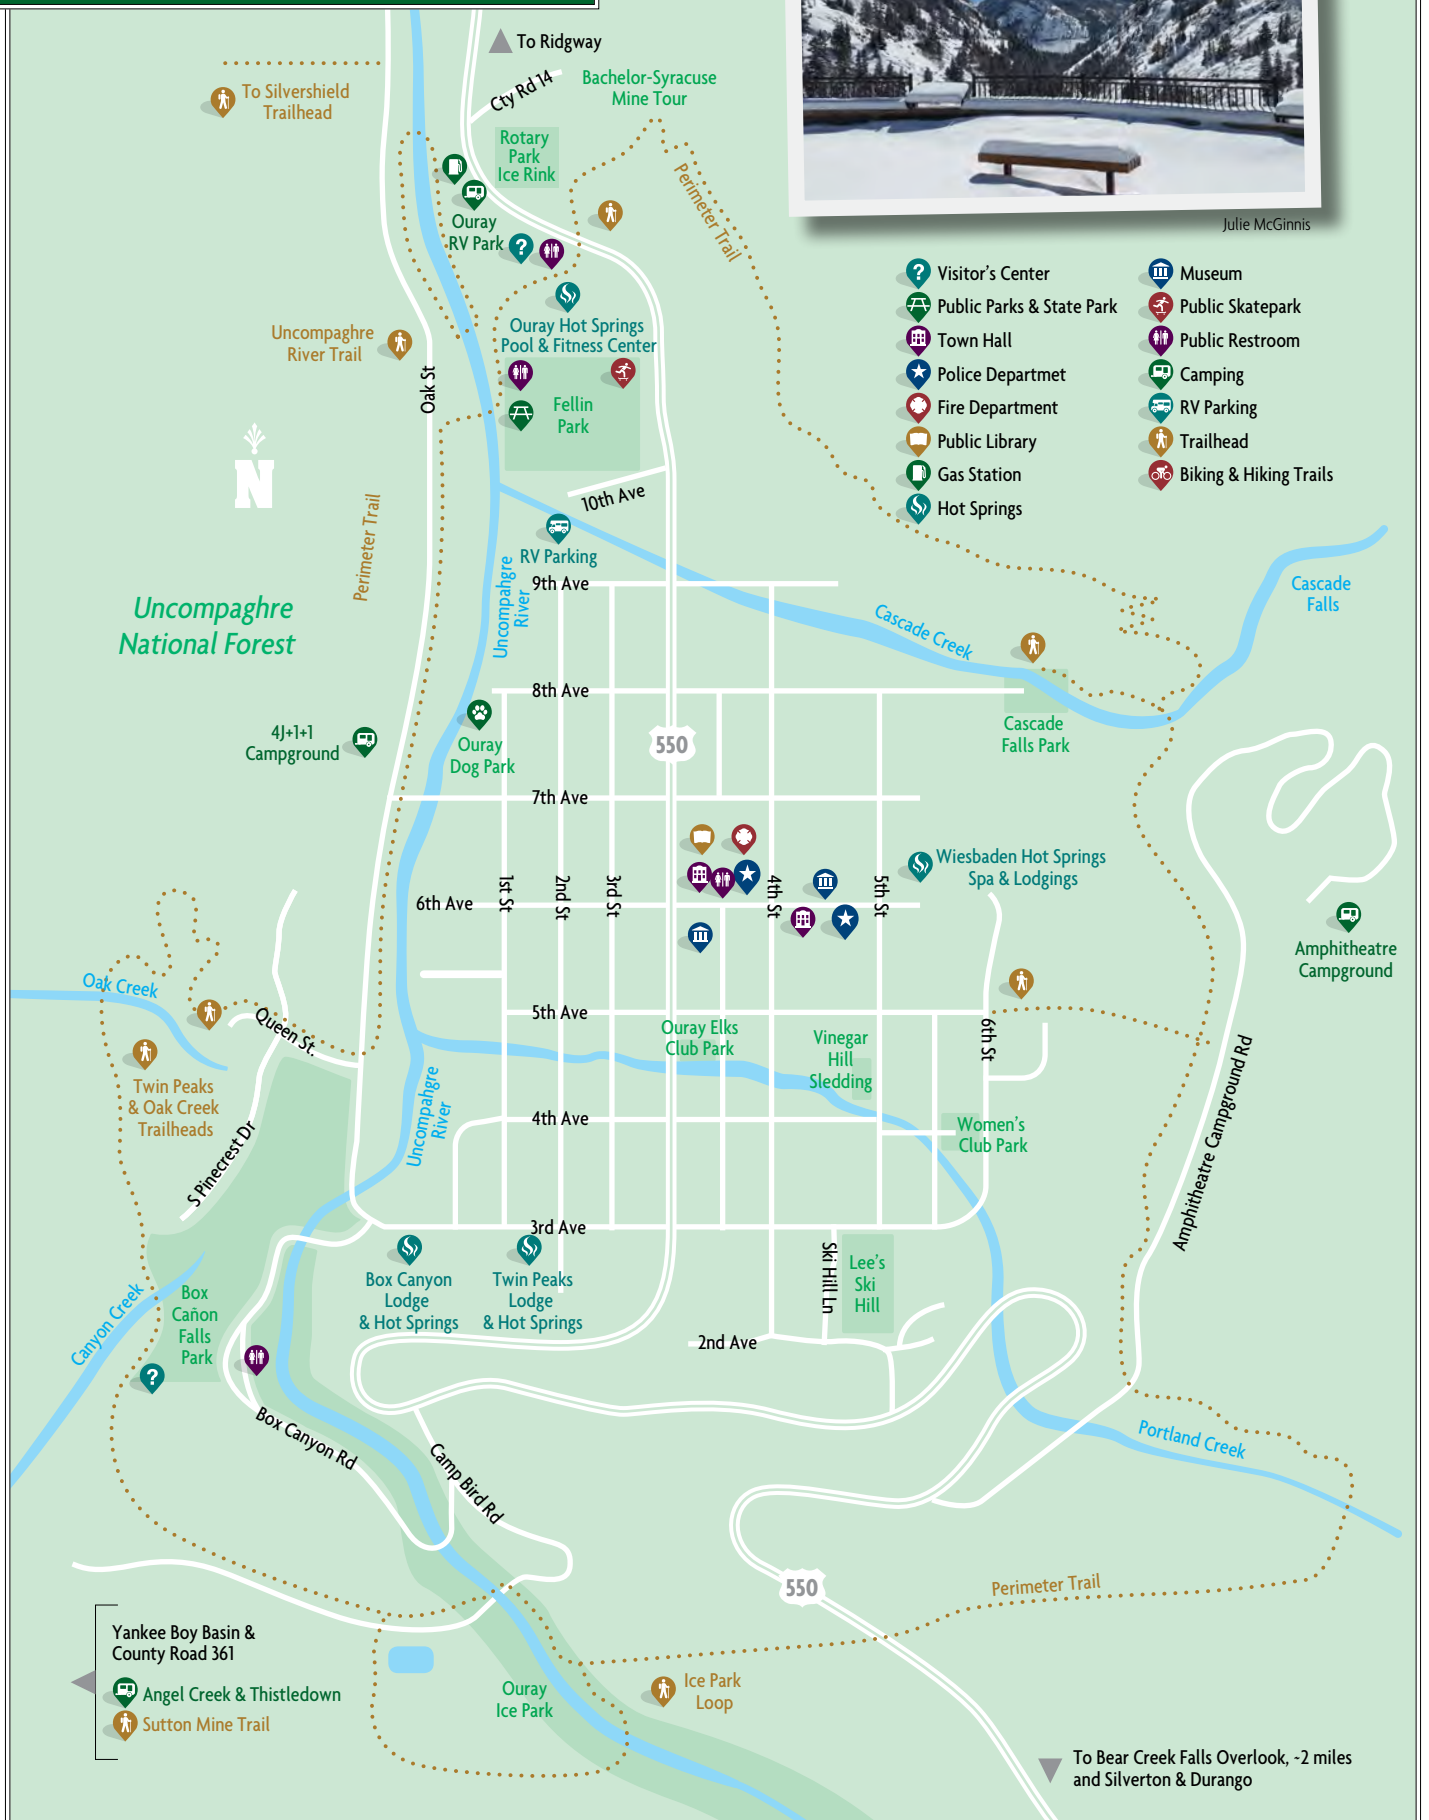 To Ridgway
Cty Rd 14
Bachelor-Syracuse
Mine Tour
To Silvershield
Trailhead
Rotary
Park
Ice Rink
Perimeter Trail
Ouray
RV Park
?
Julie McGinnis
Ouray Hot Springs
Pool & Fitness Center
Uncompaghre
River Trail
Oak St
Fellin
Park
? Visitor's Center
Public Parks & State Park
Town Hall
Police Departmet
Fire Department
Public Library
Gas Station
Hot Springs
Museum
Public Skatepark
Public Restroom
Camping
RV Parking
Trailhead
Biking & Hiking Trails
N
10th Ave
Perimeter Trail
RV Parking
Uncompahgre
River
9th Ave
Cascade
Falls
Uncompaghre
National Forest
Cascade Creek
8th Ave
4J+1+1
Campground
Ouray
Dog Park
550
Cascade
Falls Park
7th Ave
Wiesbaden Hot Springs
Spa & Lodgings
1st St
2nd St
3rd St
4th St
5th St
6th Ave
Amphitheatre
Campground
Oak Creek
Queen St.
5th Ave
Ouray Elks
Club Park
Vinegar
Hill
Sledding
6th St
Twin Peaks
& Oak Creek
Trailheads
Uncompahgre
River
4th Ave
Women's
Club Park
S Pinecrest Dr
Amphitheatre Campground Rd
3rd Ave
Box Canyon
Lodge
& Hot Springs
Twin Peaks
Lodge
& Hot Springs
Ski Hill Ln
Lee's
Ski
Hill
Canyon Creek
Box
Cañon
Falls
Park
?
2nd Ave
Box Canyon Rd
Camp Bird Rd
Portland Creek
550
Perimeter Trail
Yankee Boy Basin &
County Road 361
Angel Creek & Thistledown
Sutton Mine Trail
Ouray
Ice Park
Ice Park
Loop
To Bear Creek Falls Overlook, ~2 miles
and Silverton & Durango